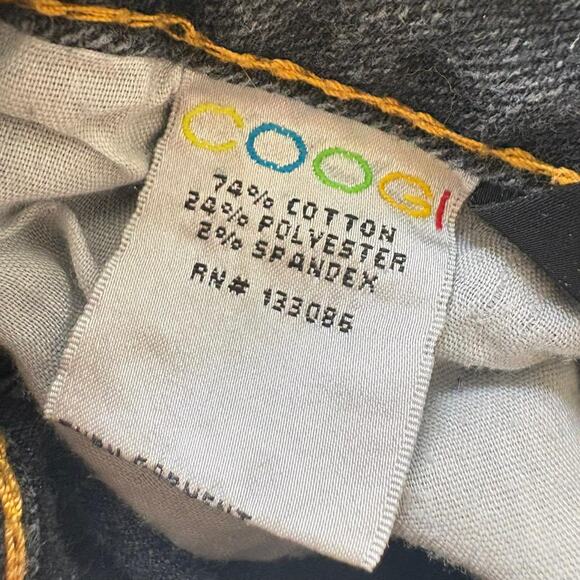 COOGI
74% COTTON
24% POLYESTER
2% SPANDEX
RN# 133086